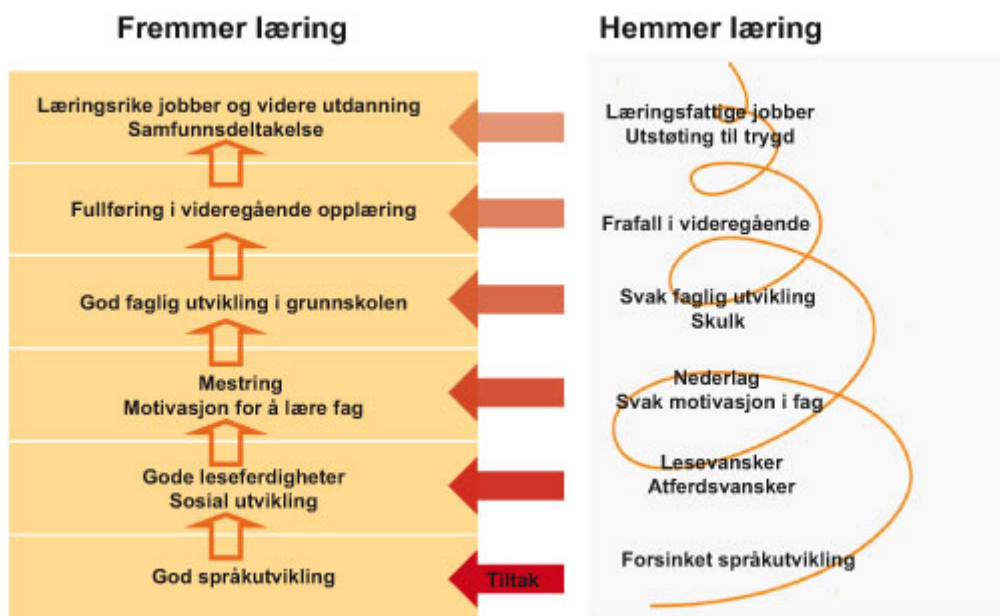 Fremmer læring
Læringsrike jobber og videre utdanning
Samfunnsdeltakelse
Fullføring i videregående opplæring
God faglig utvikling i grunnskolen
Mestring
Motivasjon for å lære fag
Gode leseferdigheter
Sosial utvikling
God språkutvikling
Tiltak
Hemmer læring
Læringsfattige jobber
Utstøting til trygd
Frafall i videregående
Svak faglig utvikling
Skulk
Nederlag
Svak motivasjon i fag
Lesevansker
Atferdsvansker
Forsinket språkutvikling